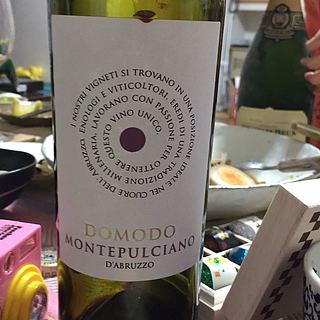 I NOSTRI VIGNETI SI TROVANO IN UNA POSIZIONE IDEALE, NEL CUORE DELL'ABRUZZO. ENOLOGI E VITICOLTORI, EREDI DI UNA TRADIZIONE MILLENARIA, LAVORANO CON PASSIONE PER OTTENERE QUESTO VINO UNICO.
DOMODO
MONTEPULCIANO
D'ABRUZZO